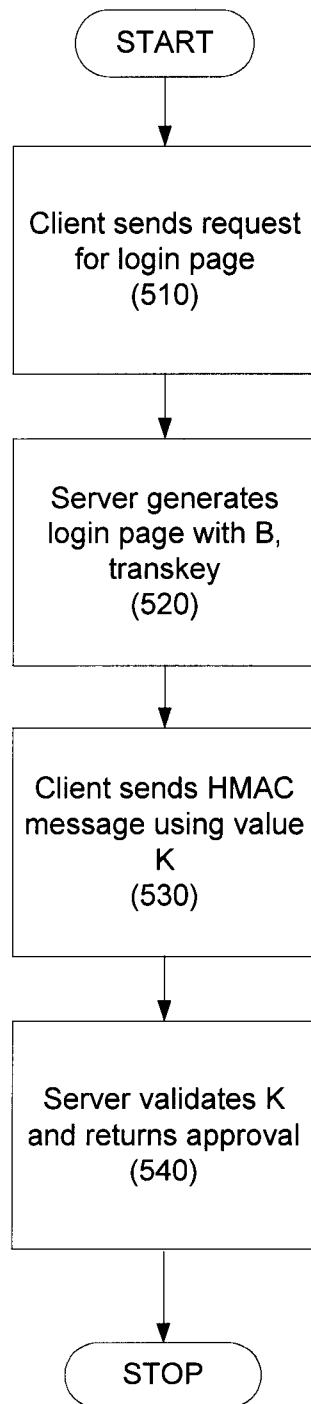 START
Client sends request
for login page
(510)
Server generates
login page with B,
transkey
(520)
Client sends HMAC
message using value
K
(530)
Server validates K
and returns approval
(540)
STOP